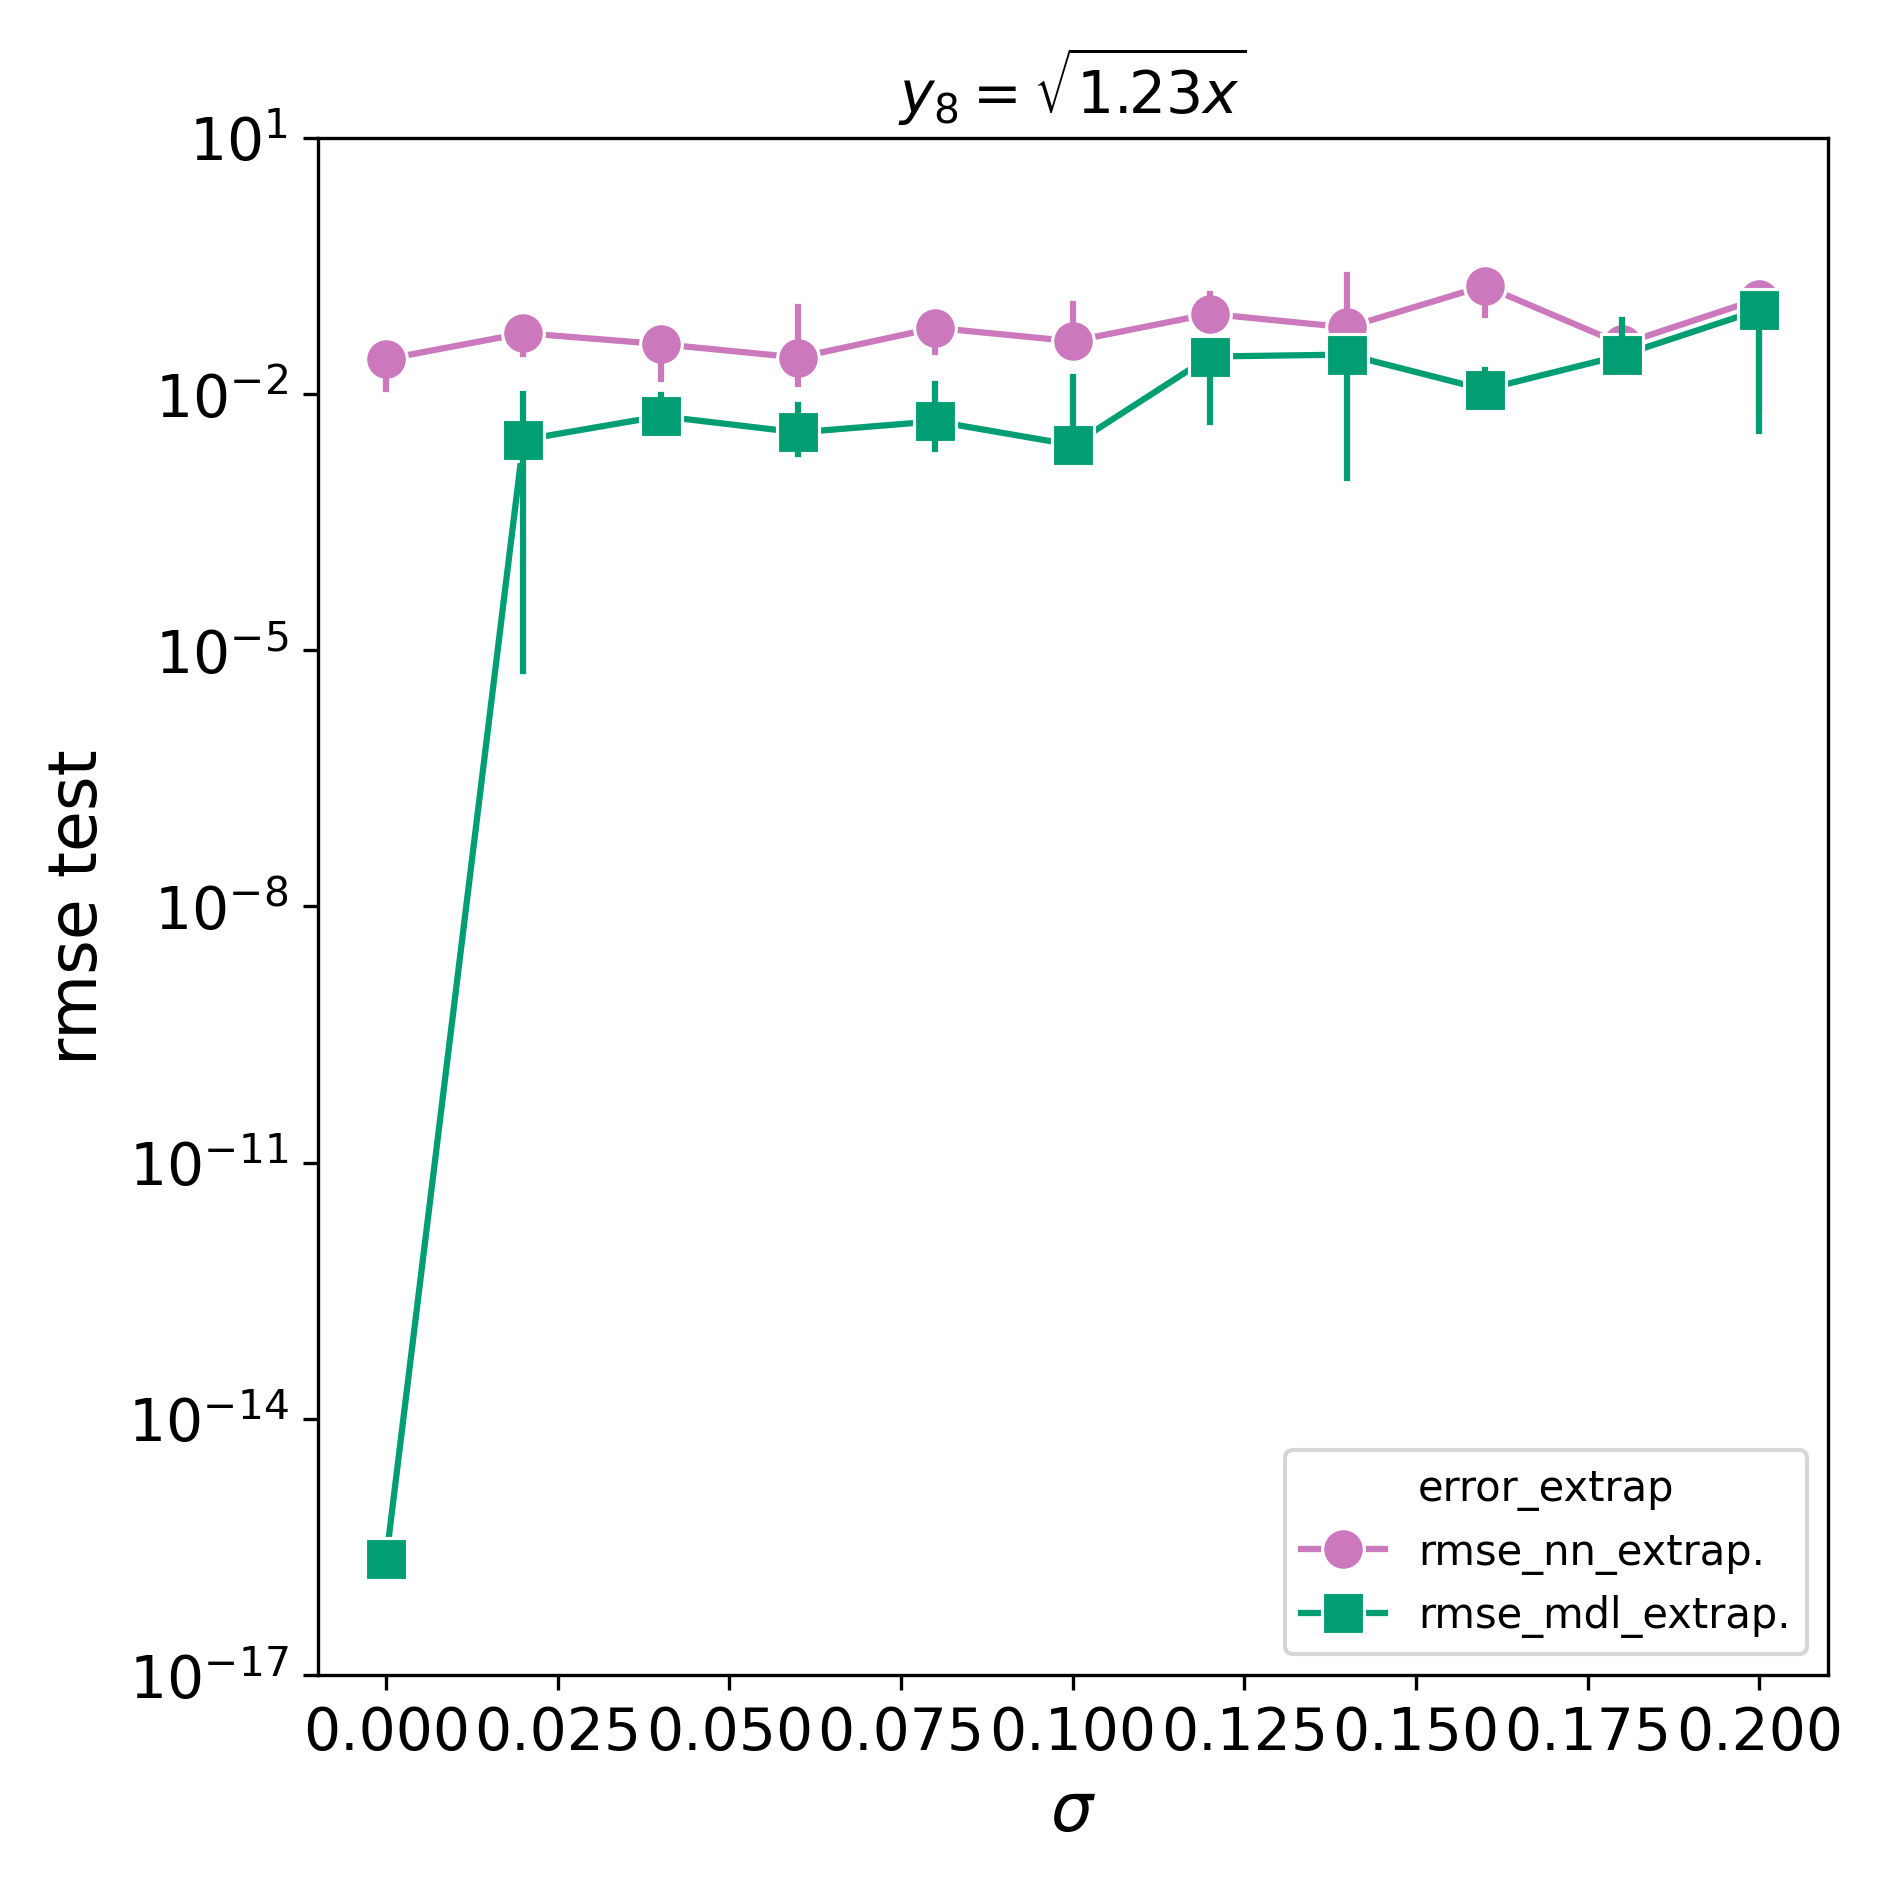 y₈ = √1.23x
10¹
10⁻²
10⁻⁵
10⁻⁸
10⁻¹¹
10⁻¹⁴
10⁻¹⁷
rmse test
error_extrap
rmse_nn_extrap.
rmse_mdl_extrap.
0.000 0.025 0.050 0.075 0.100 0.125 0.150 0.175 0.200
σ